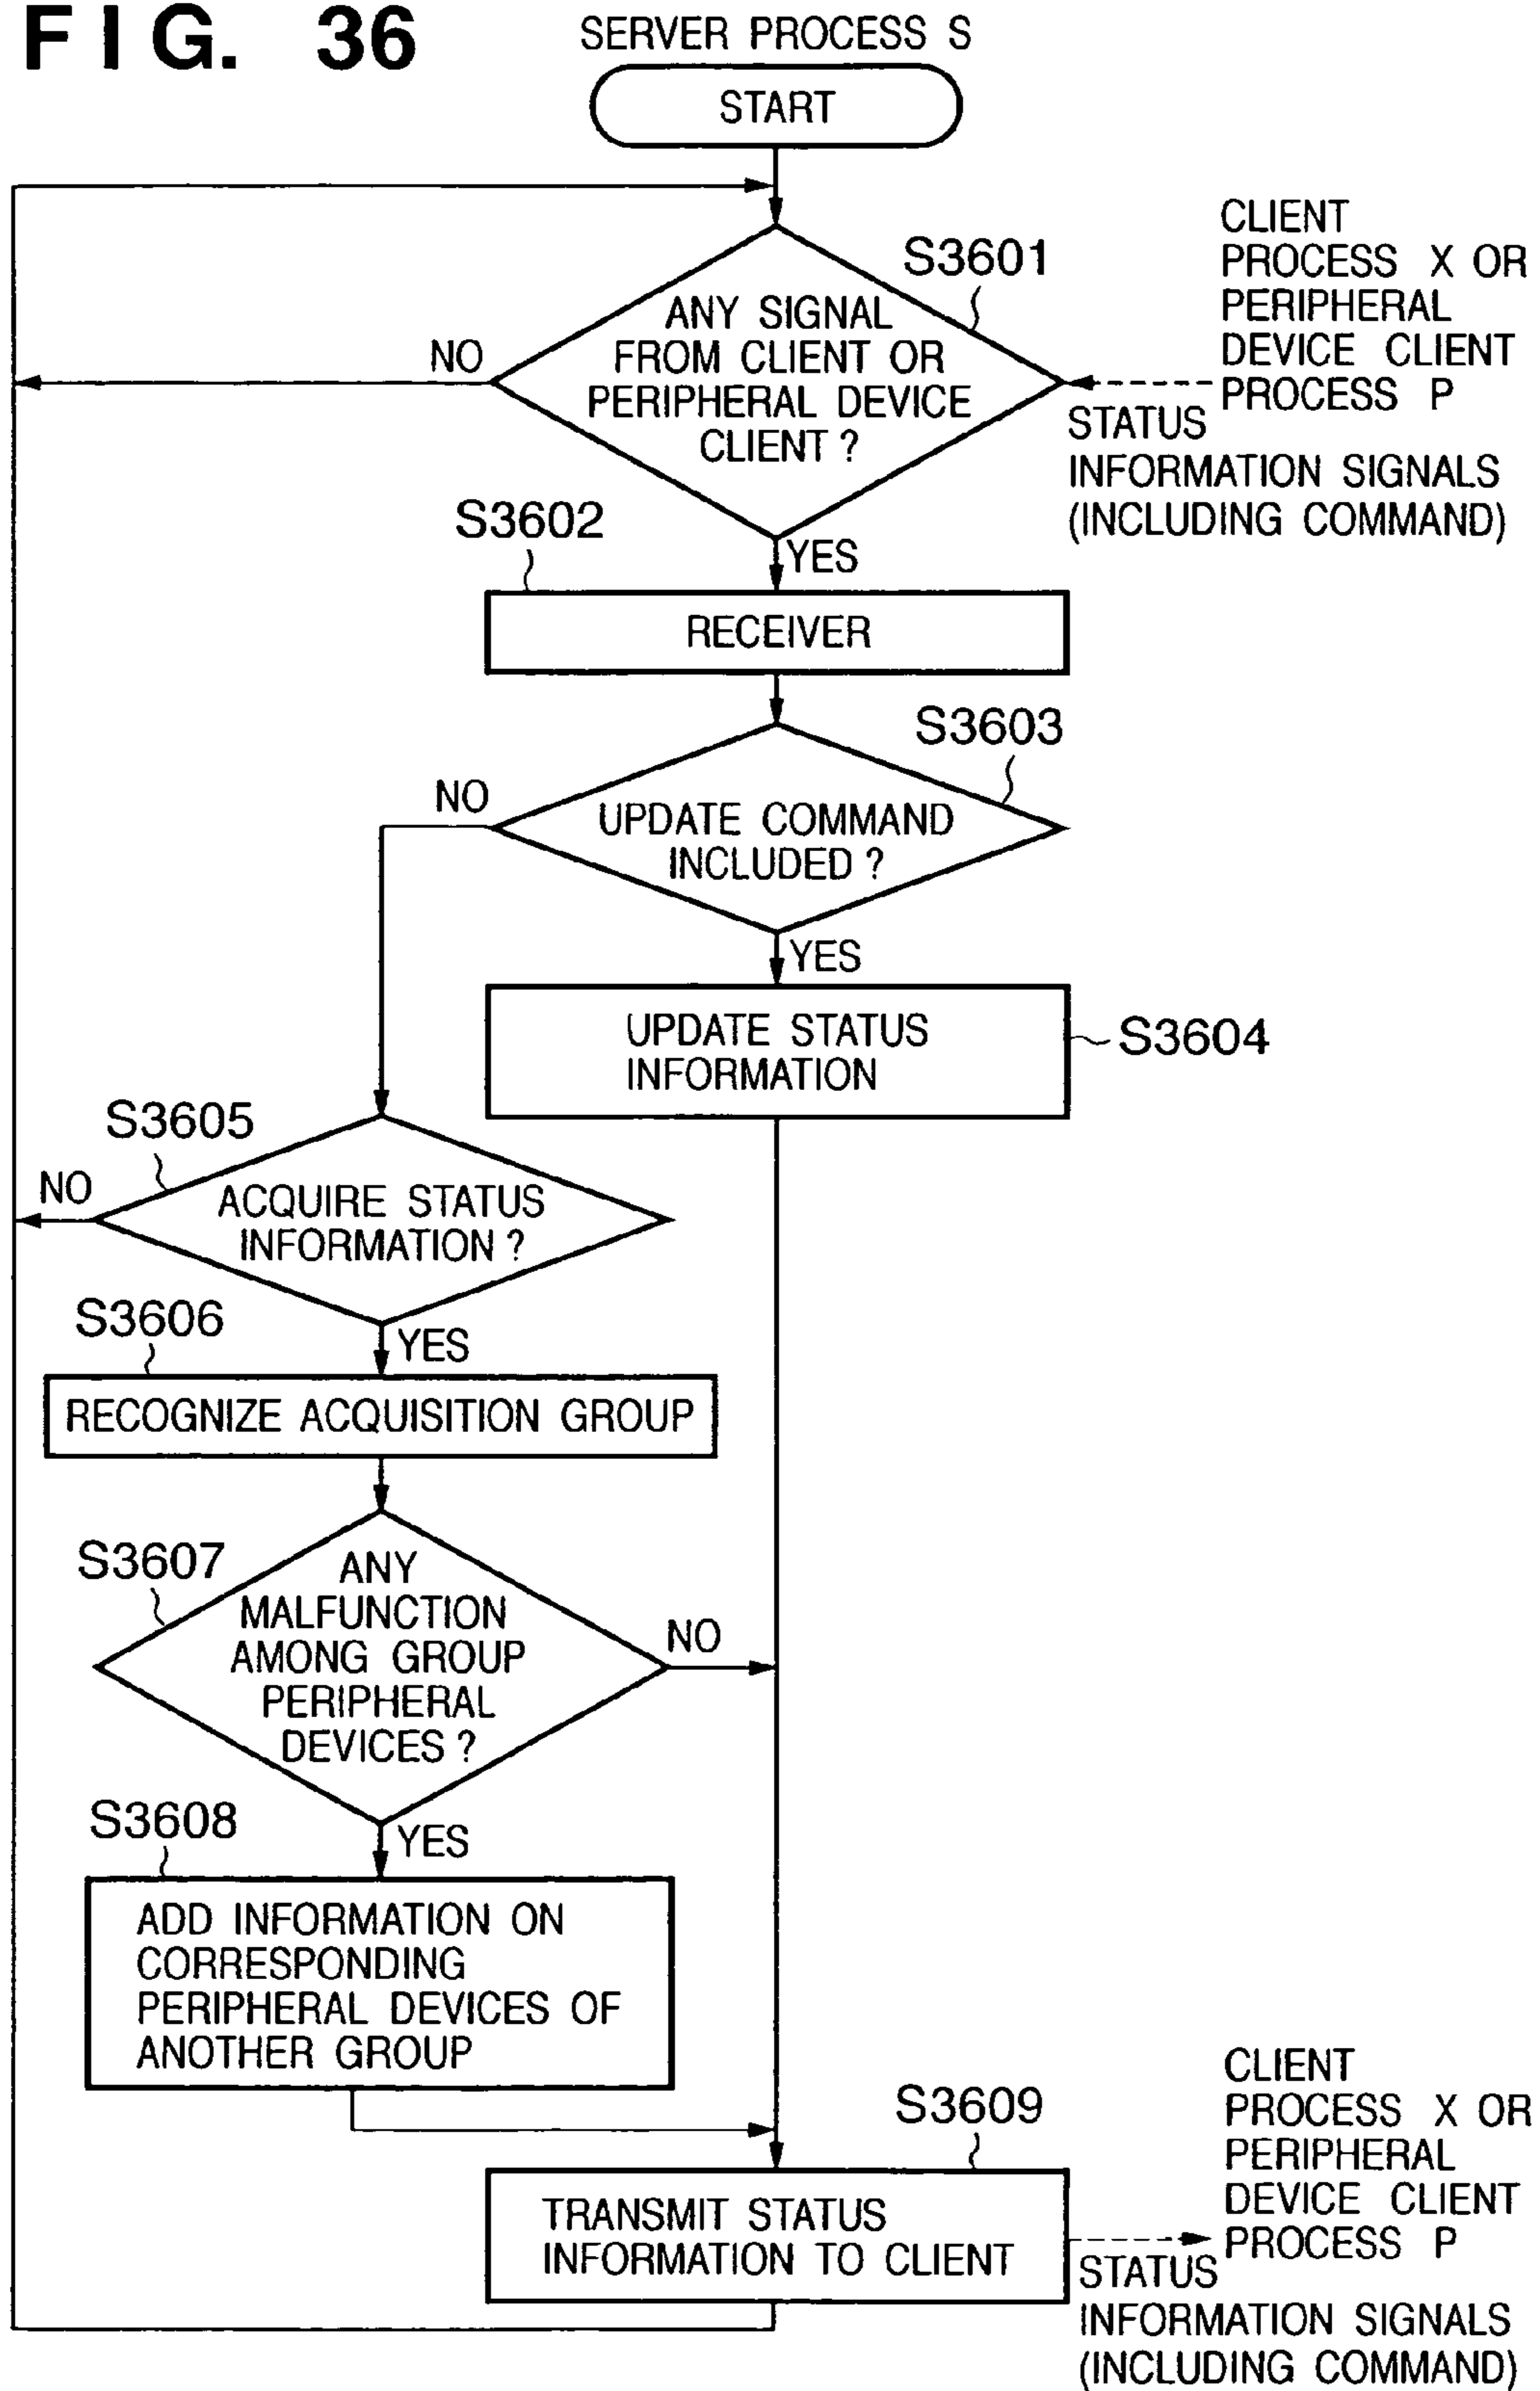 FIG. 36
SERVER PROCESS S
START
S3601
CLIENT
PROCESS X OR
PERIPHERAL
DEVICE CLIENT
PROCESS P
ANY SIGNAL
FROM CLIENT OR
PERIPHERAL DEVICE
CLIENT ?
NO
STATUS
INFORMATION SIGNALS
(INCLUDING COMMAND)
YES
S3602
RECEIVER
S3603
UPDATE COMMAND
INCLUDED ?
NO
YES
UPDATE STATUS
INFORMATION
S3604
S3605
ACQUIRE STATUS
INFORMATION ?
NO
YES
S3606
RECOGNIZE ACQUISITION GROUP
S3607
ANY
MALFUNCTION
AMONG GROUP
PERIPHERAL
DEVICES ?
NO
YES
S3608
ADD INFORMATION ON
CORRESPONDING
PERIPHERAL DEVICES OF
ANOTHER GROUP
S3609
TRANSMIT STATUS
INFORMATION TO CLIENT
CLIENT
PROCESS X OR
PERIPHERAL
DEVICE CLIENT
PROCESS P
STATUS
INFORMATION SIGNALS
(INCLUDING COMMAND)